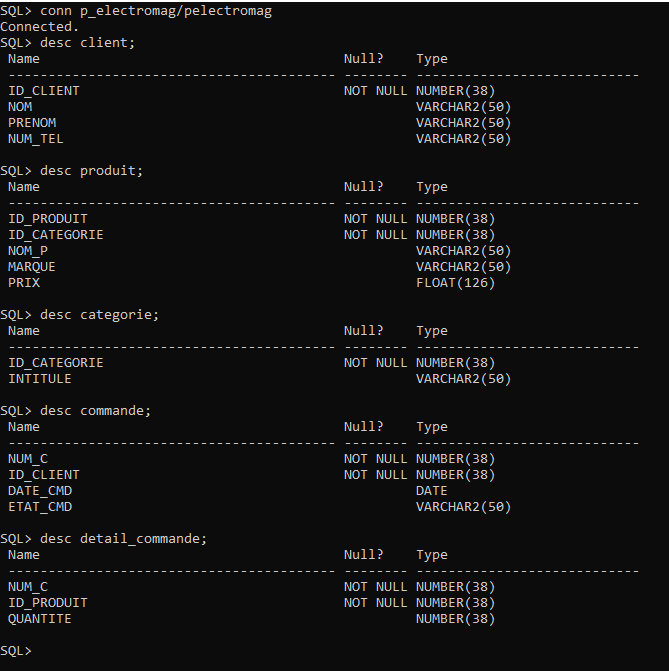 SQL> conn p_electromag/pelectromag
Connected.
SQL> desc client;
 Name                                      Null?    Type
 ----------------------------------------- -------- ----------------------------
 ID_CLIENT                                 NOT NULL NUMBER(38)
 NOM                                                VARCHAR2(50)
 PRENOM                                             VARCHAR2(50)
 NUM_TEL                                            VARCHAR2(50)

SQL> desc produit;
 Name                                      Null?    Type
 ----------------------------------------- -------- ----------------------------
 ID_PRODUIT                                NOT NULL NUMBER(38)
 ID_CATEGORIE                              NOT NULL NUMBER(38)
 NOM_P                                              VARCHAR2(50)
 MARQUE                                             VARCHAR2(50)
 PRIX                                               FLOAT(126)

SQL> desc categorie;
 Name                                      Null?    Type
 ----------------------------------------- -------- ----------------------------
 ID_CATEGORIE                              NOT NULL NUMBER(38)
 INTITULE                                           VARCHAR2(50)

SQL> desc commande;
 Name                                      Null?    Type
 ----------------------------------------- -------- ----------------------------
 NUM_C                                     NOT NULL NUMBER(38)
 ID_CLIENT                                 NOT NULL NUMBER(38)
 DATE_CMD                                           DATE
 ETAT_CMD                                           VARCHAR2(50)

SQL> desc detail_commande;
 Name                                      Null?    Type
 ----------------------------------------- -------- ----------------------------
 NUM_C                                     NOT NULL NUMBER(38)
 ID_PRODUIT                                NOT NULL NUMBER(38)
 QUANTITE                                           NUMBER(38)

SQL>